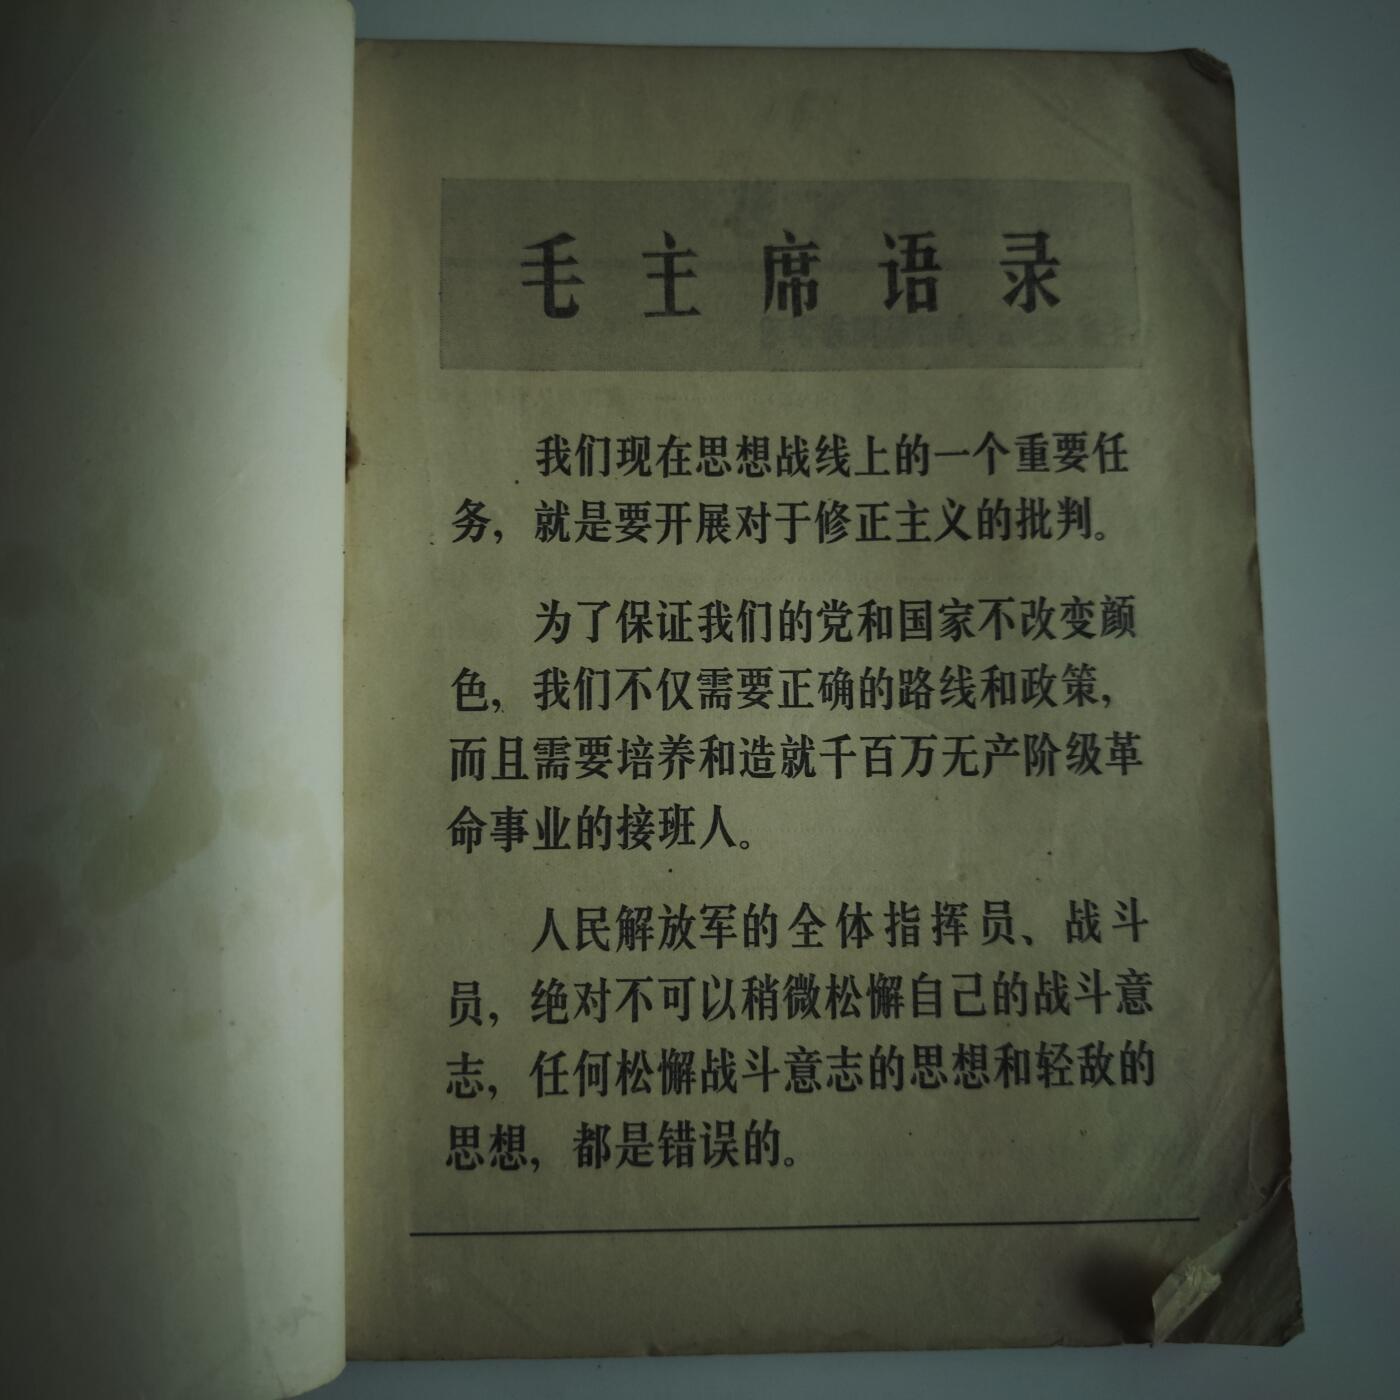 毛主席语录
我们现在思想战线上的一个重要任
务，就是要开展对于修正主义的批判。
为了保证我们的党和国家不改变颜
色，我们不仅需要正确的路线和政策，
而且需要培养和造就千百万无产阶级革
命事业的接班人。
人民解放军的全体指挥员、战斗
员，绝对不可以稍微松懈自己的战斗意
志，任何松懈战斗意志的思想和轻敌的
思想，都是错误的。